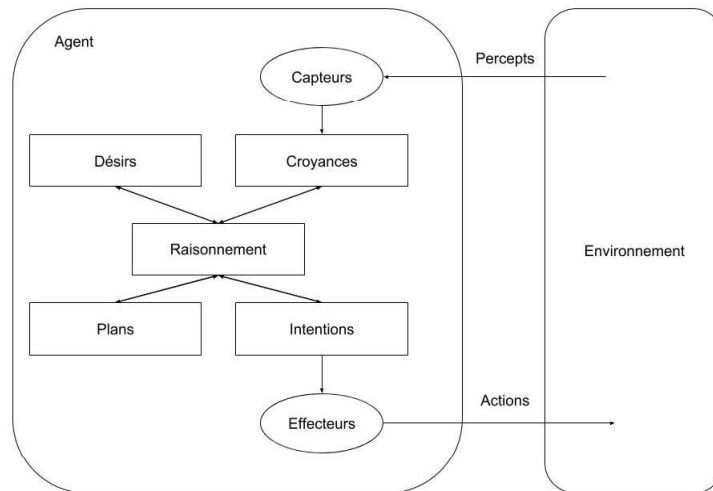 Agent
Percepts
Capteurs
Désirs
Croyances
Raisonnement
Environnement
Plans
Intentions
Actions
Effecteurs